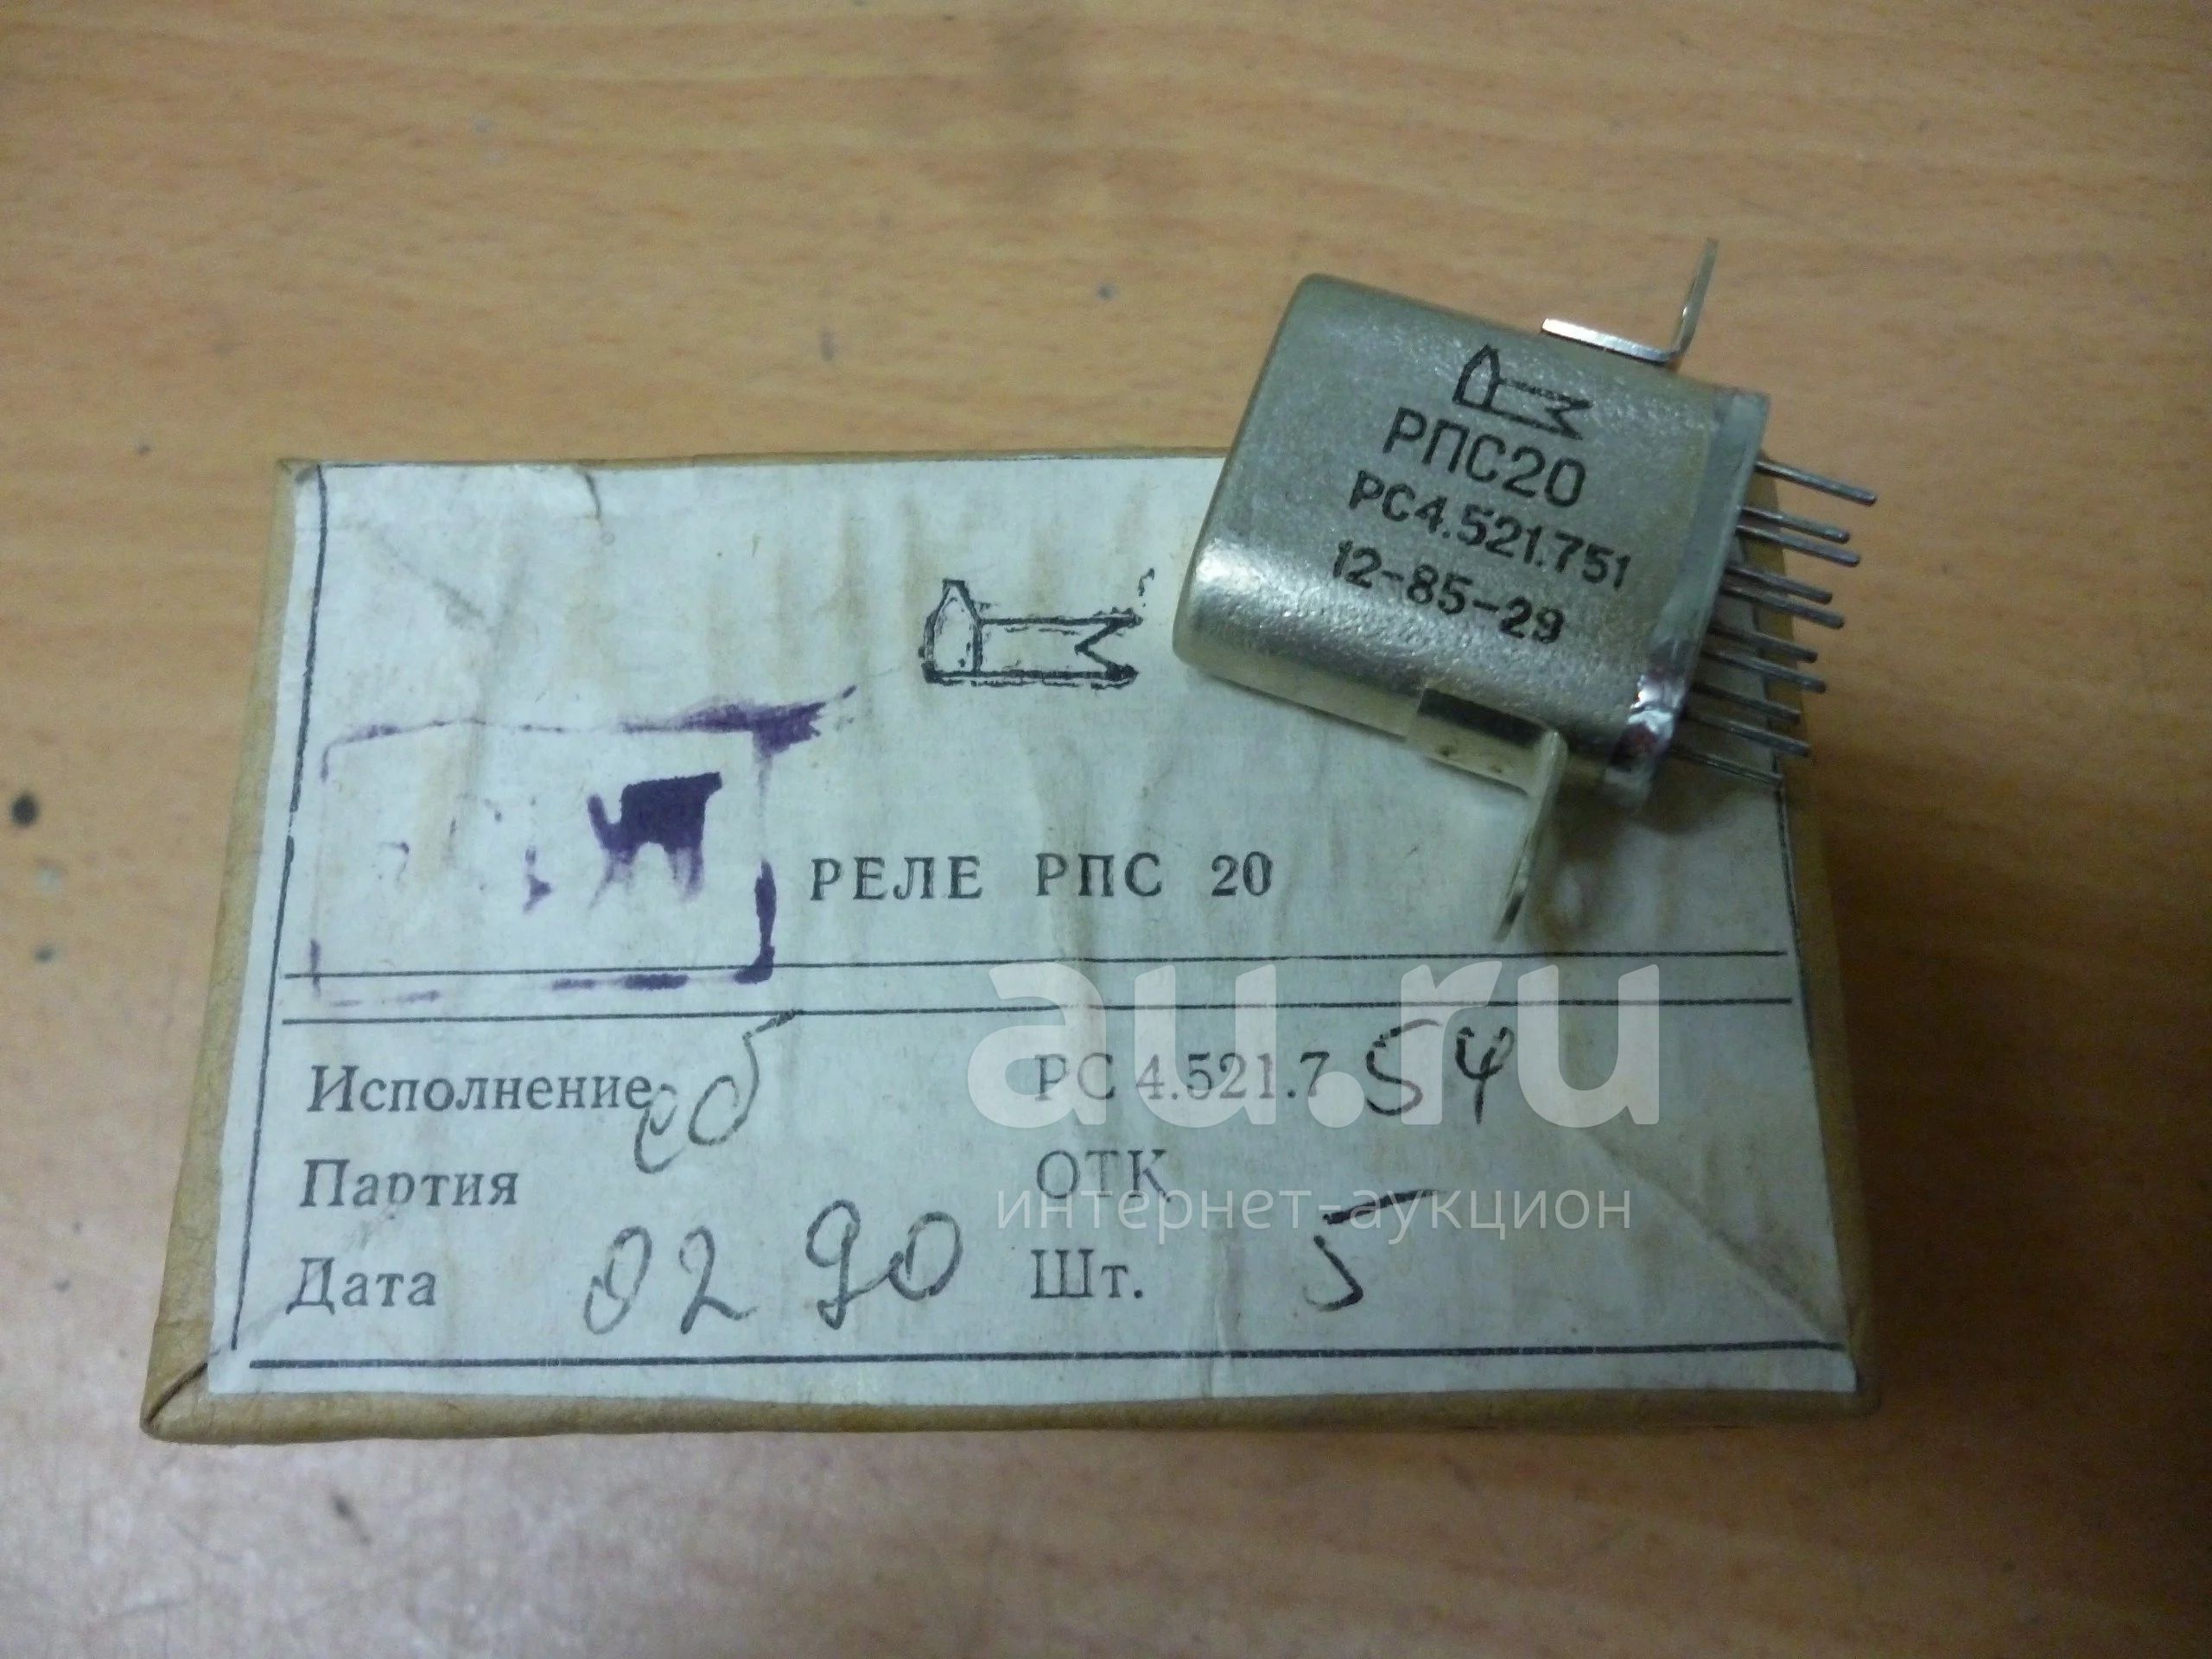 РПС20
РС4.521.751
12-85-29
РЕЛЕ РПС 20
Исполнение РС 4.521.7 54
Партия ОТК
Дата 02 90 Шт. 5
au.ru
интернет-аукцион